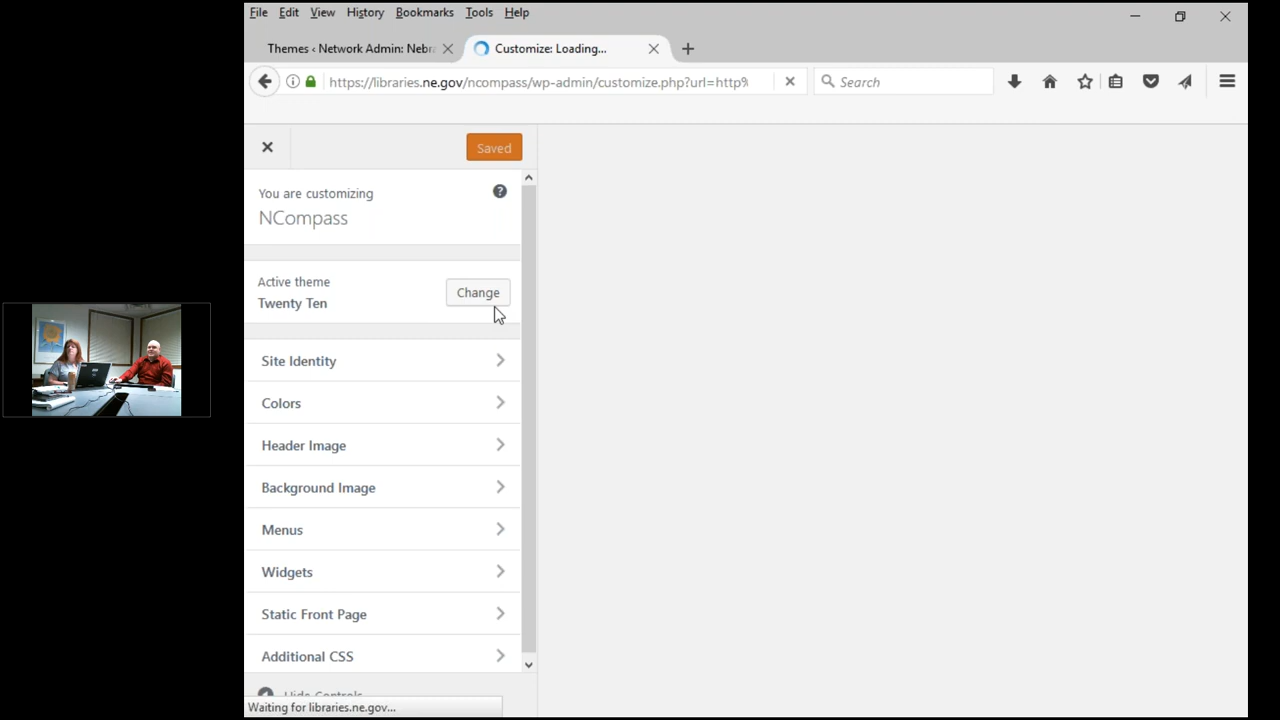 File Edit View History Bookmarks Tools Help
Themes ‹ Network Admin: Nebr
Customize: Loading...
https://libraries.ne.gov/ncompass/wp-admin/customize.php?url=http%
Search
Saved
You are customizing
NCompass
Active theme
Twenty Ten
Change
Site Identity
Colors
Header Image
Background Image
Menus
Widgets
Static Front Page
Additional CSS
Hide Controls
Waiting for libraries.ne.gov...